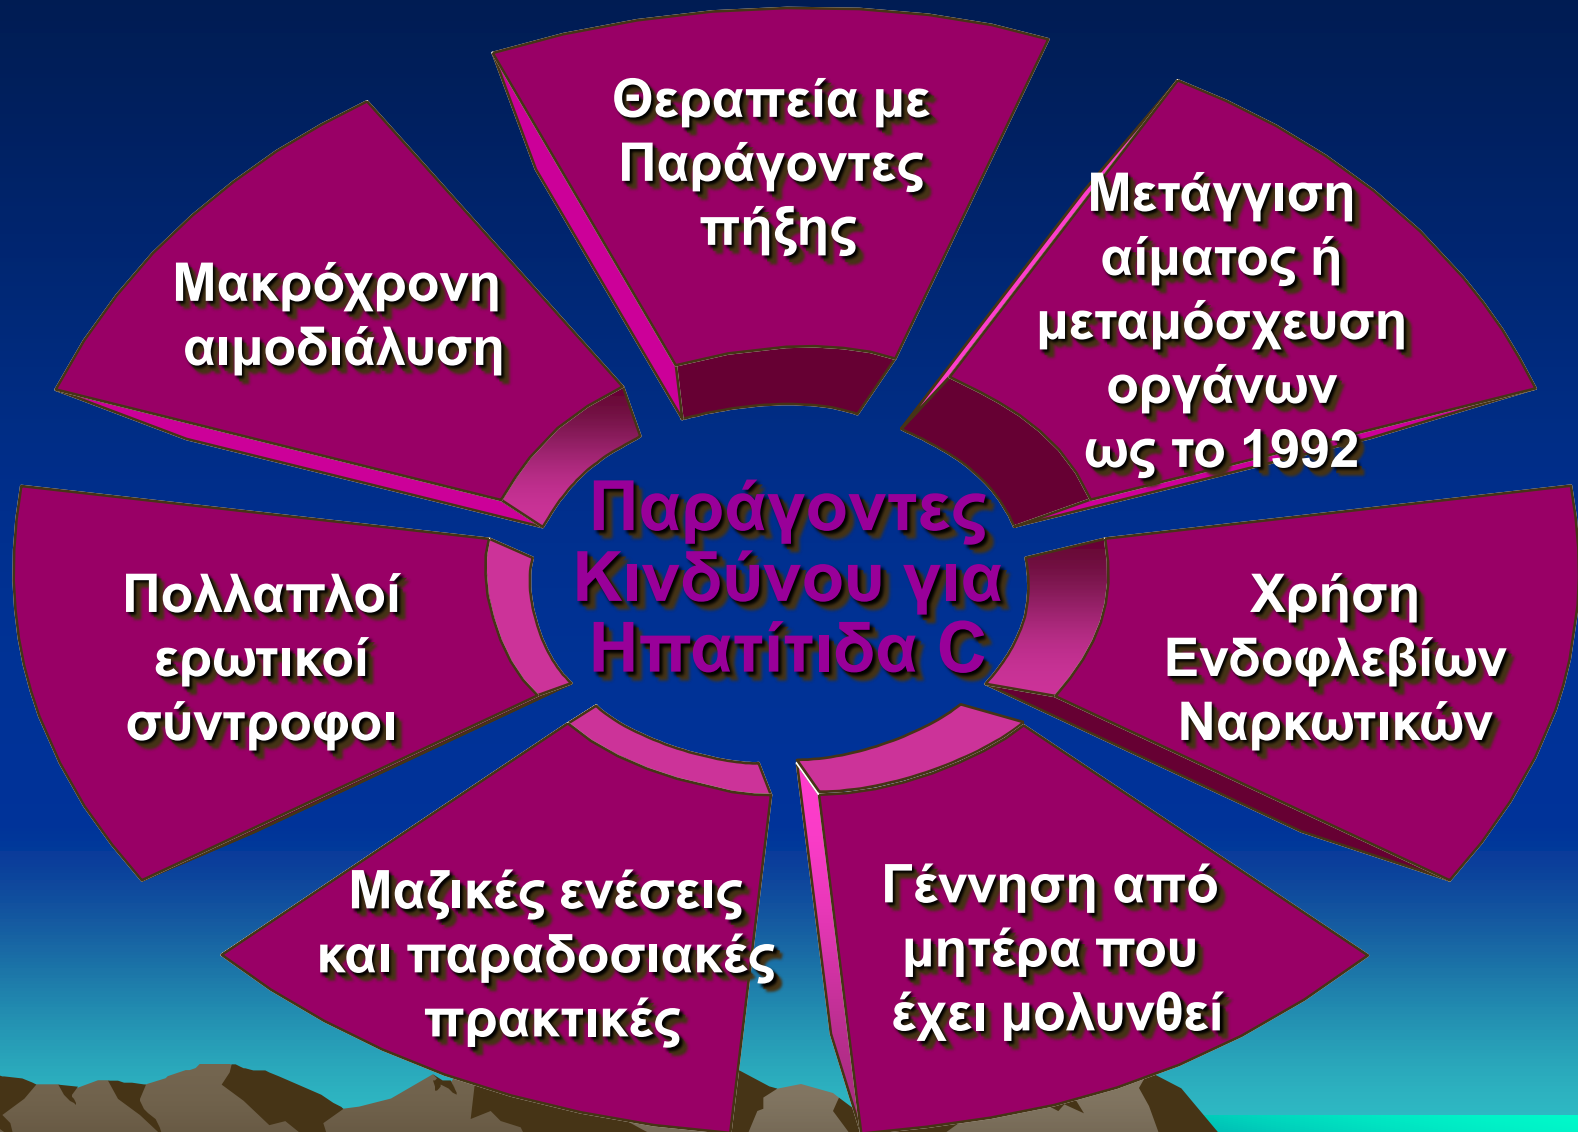 Θεραπεία με
Παράγοντες
πήξης
Μετάγγιση
αίματος ή
μεταμόσχευση
οργάνων
ως το 1992
Μακρόχρονη
αιμοδιάλυση
Παράγοντες
Κινδύνου για
Ηπατίτιδα C
Πολλαπλοί
ερωτικοί
σύντροφοι
Χρήση
Ενδοφλεβίων
Ναρκωτικών
Μαζικές ενέσεις
και παραδοσιακές
πρακτικές
Γέννηση από
μητέρα που
έχει μολυνθεί